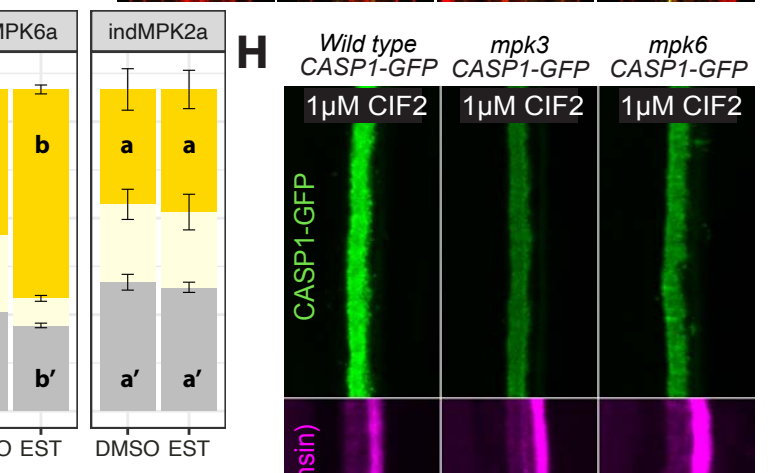 MPK6a
indMPK2a
b
b′
a
a
a′
a′
O EST
DMSO EST
H
Wild type
CASP1-GFP
mpk3
CASP1-GFP
mpk6
CASP1-GFP
1µM CIF2
1µM CIF2
1µM CIF2
CASP1-GFP
nsin)